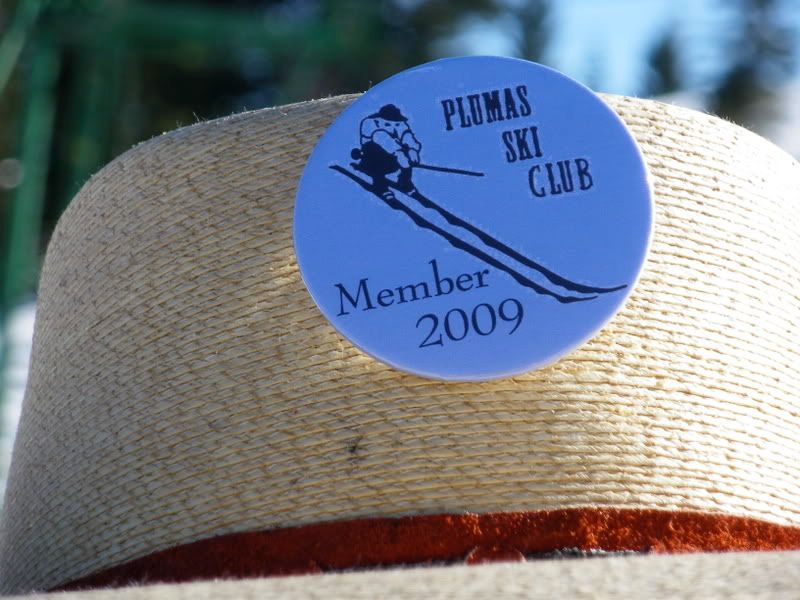 PLUMAS
SKI
CLUB
Member
2009